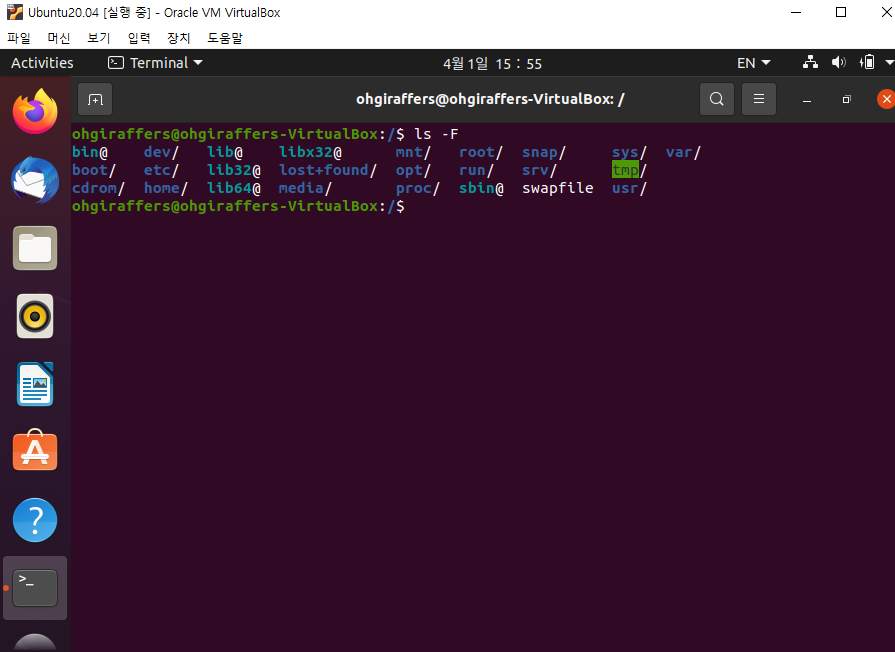 Ubuntu20.04 [실행 중] - Oracle VM VirtualBox
파일 머신 보기 입력 장치 도움말
Activities Terminal 4월 1일 15 : 55 EN
ohgiraffers@ohgiraffers-VirtualBox: /
ohgiraffers@ohgiraffers-VirtualBox:/$ ls -F
bin@ dev/ lib@ libx32@ mnt/ root/ snap/ sys/ var/
boot/ etc/ lib32@ lost+found/ opt/ run/ srv/ tmp/
cdrom/ home/ lib64@ media/ proc/ sbin@ swapfile usr/
ohgiraffers@ohgiraffers-VirtualBox:/$